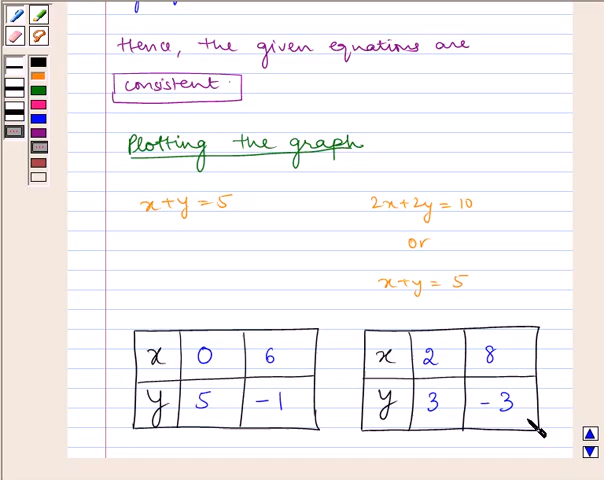 Hence, the given equations are
consistent.
Plotting the graph
x+y=5
2x+2y=10
or
x+y=5
x 0 6
y 5 -1
x 2 8
y 3 -3